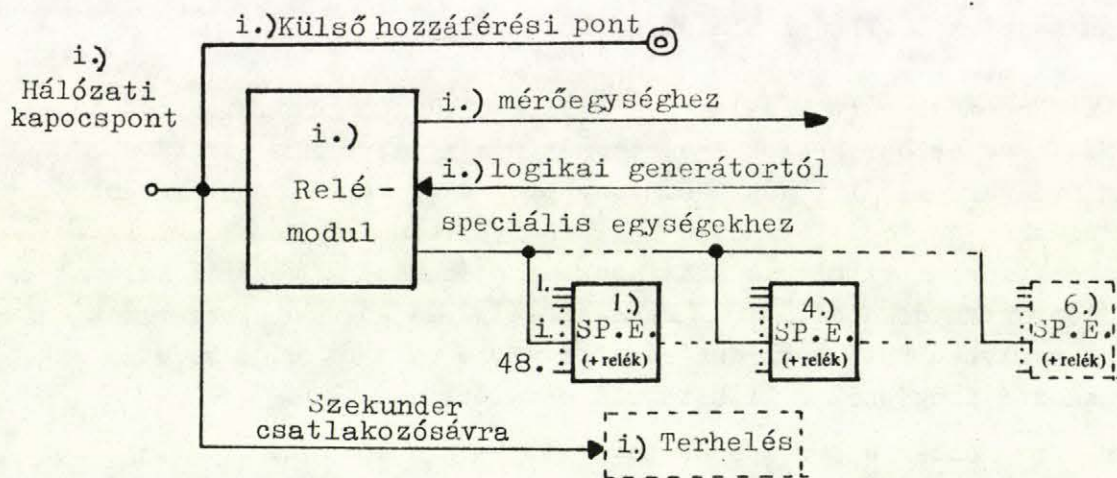 i.)Külső hozzáférési pont
i.)
Hálózati
kapocspont
i.)
Relé-
modul
i.) mérőegységhez
i.)logikai generátortól
speciális egységekhez
1.
i.
48.
1.)
SP.E.
(+relék)
4.)
SP.E.
(+relék)
6.)
SP.E.
(+relék)
Szekunder
csatlakozósávra
i.) Terhelés